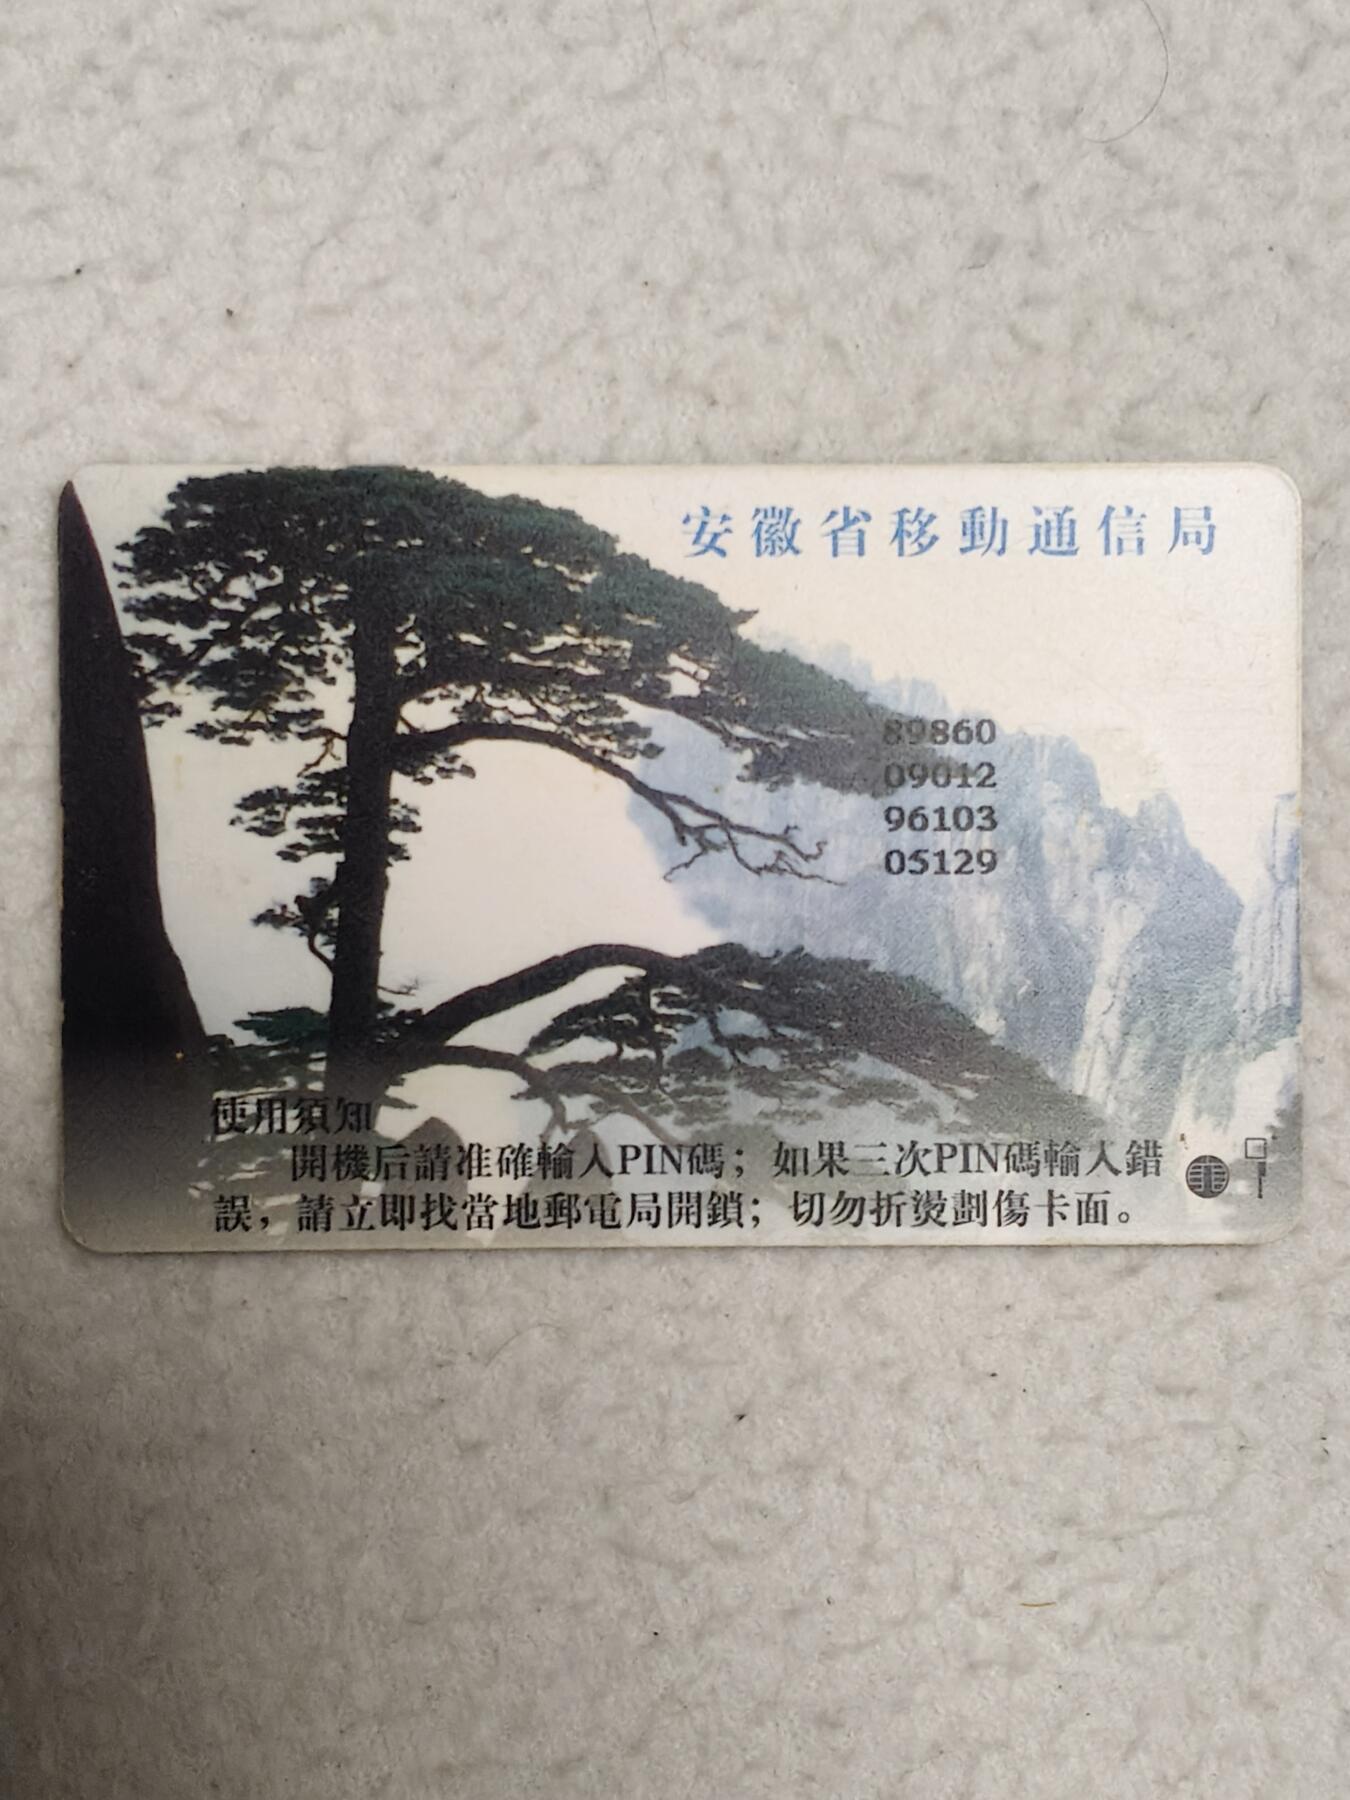 安徽省移動通信局
89860
09012
96103
05129
使用須知
開機后請准確輸入PIN碼；如果三次PIN碼輸入錯
誤，請立即找當地郵電局開鎖；切勿折燙劃傷卡面。